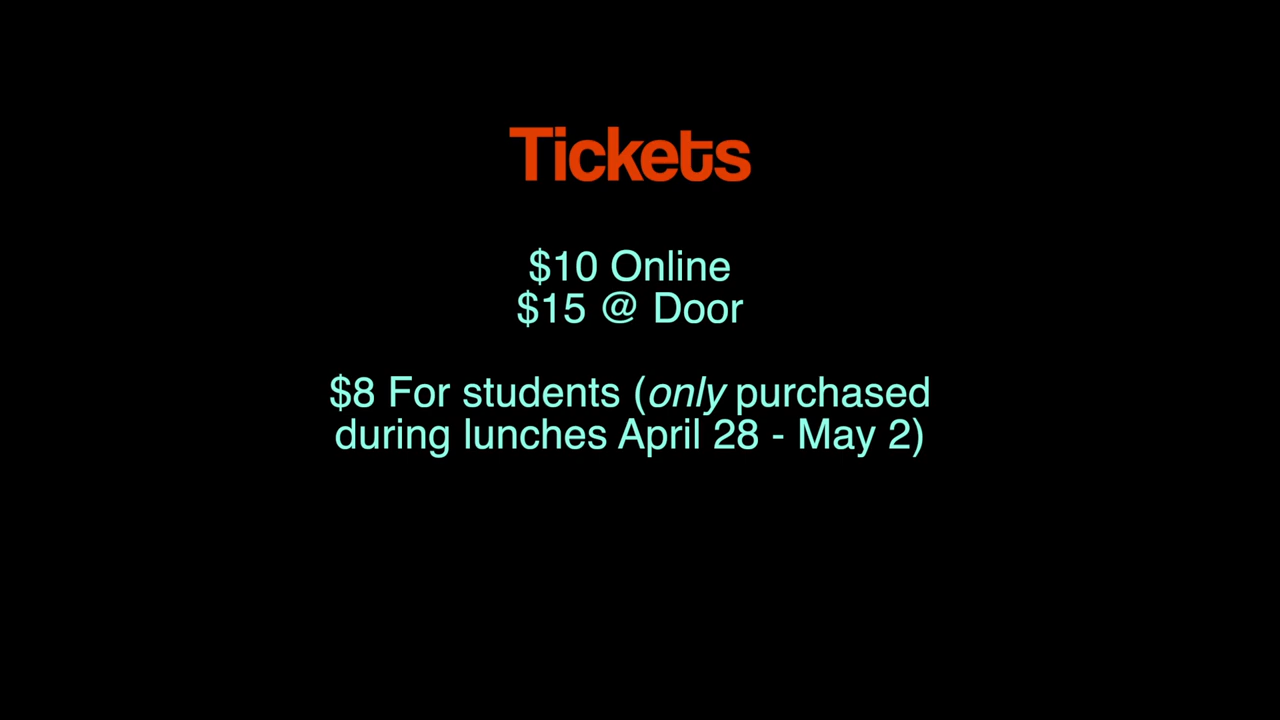 Tickets
$10 Online
$15 @ Door
$8 For students (only purchased
during lunches April 28 - May 2)